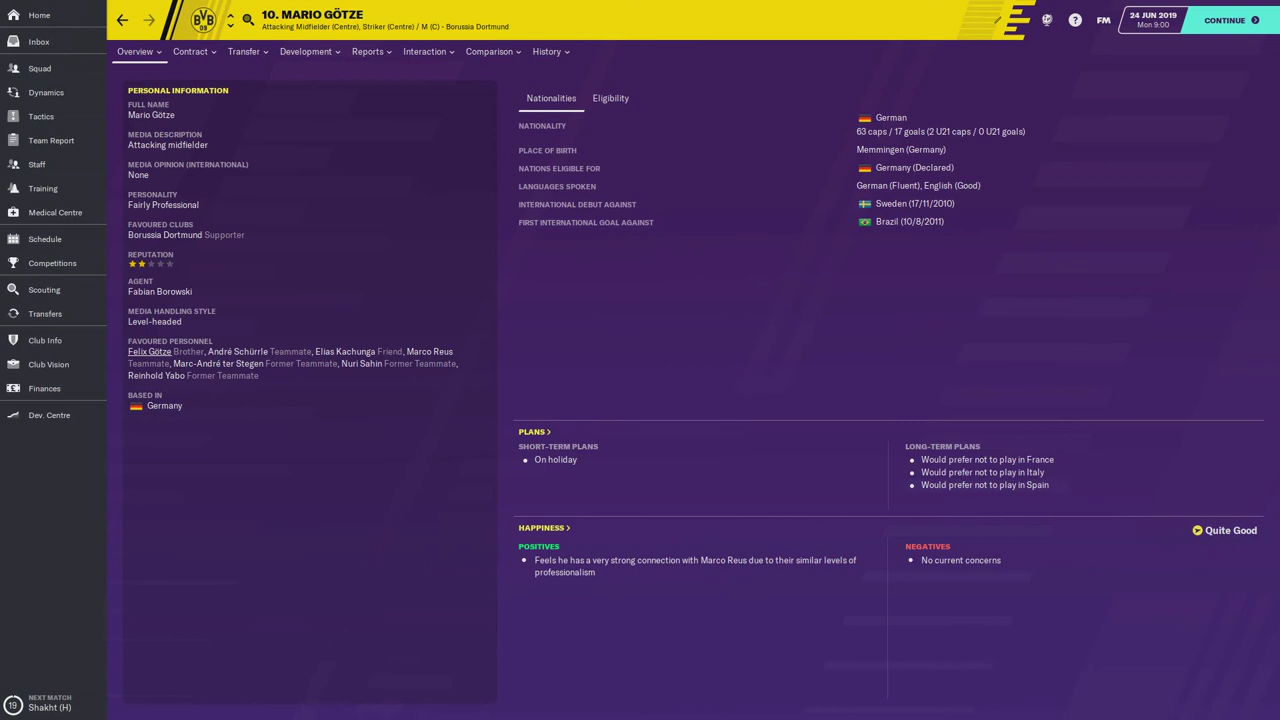 10. MARIO GÖTZE
Attacking Midfielder (Centre), Striker (Centre) / M (C) - Borussia Dortmund
BVB
09
?
FM
24 JUN 2019
Mon 9:00
CONTINUE
Home
Inbox
Squad
Dynamics
Tactics
Team Report
Staff
Training
Medical Centre
Schedule
Competitions
Scouting
Transfers
Club Info
Club Vision
Finances
Dev. Centre
19
NEXT MATCH
Shakht (H)
Overview
Contract
Transfer
Development
Reports
Interaction
Comparison
History
PERSONAL INFORMATION
FULL NAME
Mario Götze
MEDIA DESCRIPTION
Attacking midfielder
MEDIA OPINION (INTERNATIONAL)
None
PERSONALITY
Fairly Professional
FAVOURED CLUBS
Borussia Dortmund Supporter
REPUTATION
AGENT
Fabian Borowski
MEDIA HANDLING STYLE
Level-headed
FAVOURED PERSONNEL
Felix Götze Brother, André Schürrle Teammate, Elias Kachunga Friend, Marco Reus
Teammate, Marc-André ter Stegen Former Teammate, Nuri Sahin Former Teammate,
Reinhold Yabo Former Teammate
BASED IN
Germany
Nationalities
Eligibility
NATIONALITY
German
63 caps / 17 goals (2 U21 caps / 0 U21 goals)
PLACE OF BIRTH
Memmingen (Germany)
NATIONS ELIGIBLE FOR
Germany (Declared)
LANGUAGES SPOKEN
German (Fluent), English (Good)
INTERNATIONAL DEBUT AGAINST
Sweden (17/11/2010)
FIRST INTERNATIONAL GOAL AGAINST
Brazil (10/8/2011)
PLANS
SHORT-TERM PLANS
On holiday
LONG-TERM PLANS
Would prefer not to play in France
Would prefer not to play in Italy
Would prefer not to play in Spain
HAPPINESS
Quite Good
POSITIVES
Feels he has a very strong connection with Marco Reus due to their similar levels of
professionalism
NEGATIVES
No current concerns